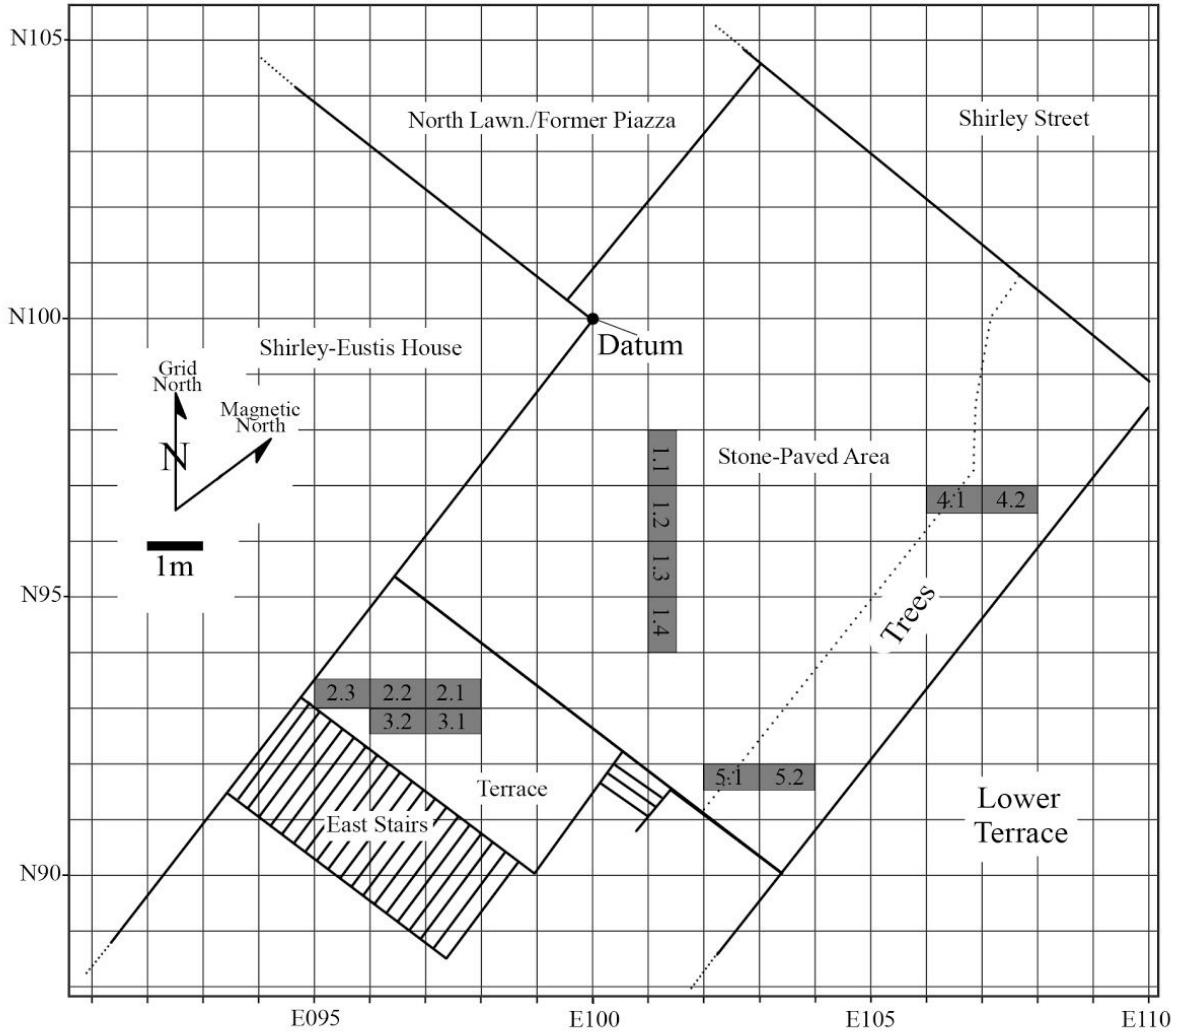 N105
North Lawn./Former Piazza
Shirley Street
N100
Datum
Shirley-Eustis House
Grid
North
Magnetic
North
N
1m
1.1
1.2
1.3
1.4
Stone-Paved Area
4.1 4.2
N95
Trees
2.3 2.2 2.1
3.2 3.1
5.1 5.2
Terrace
East Stairs
Lower
Terrace
N90
E095 E100 E105 E110